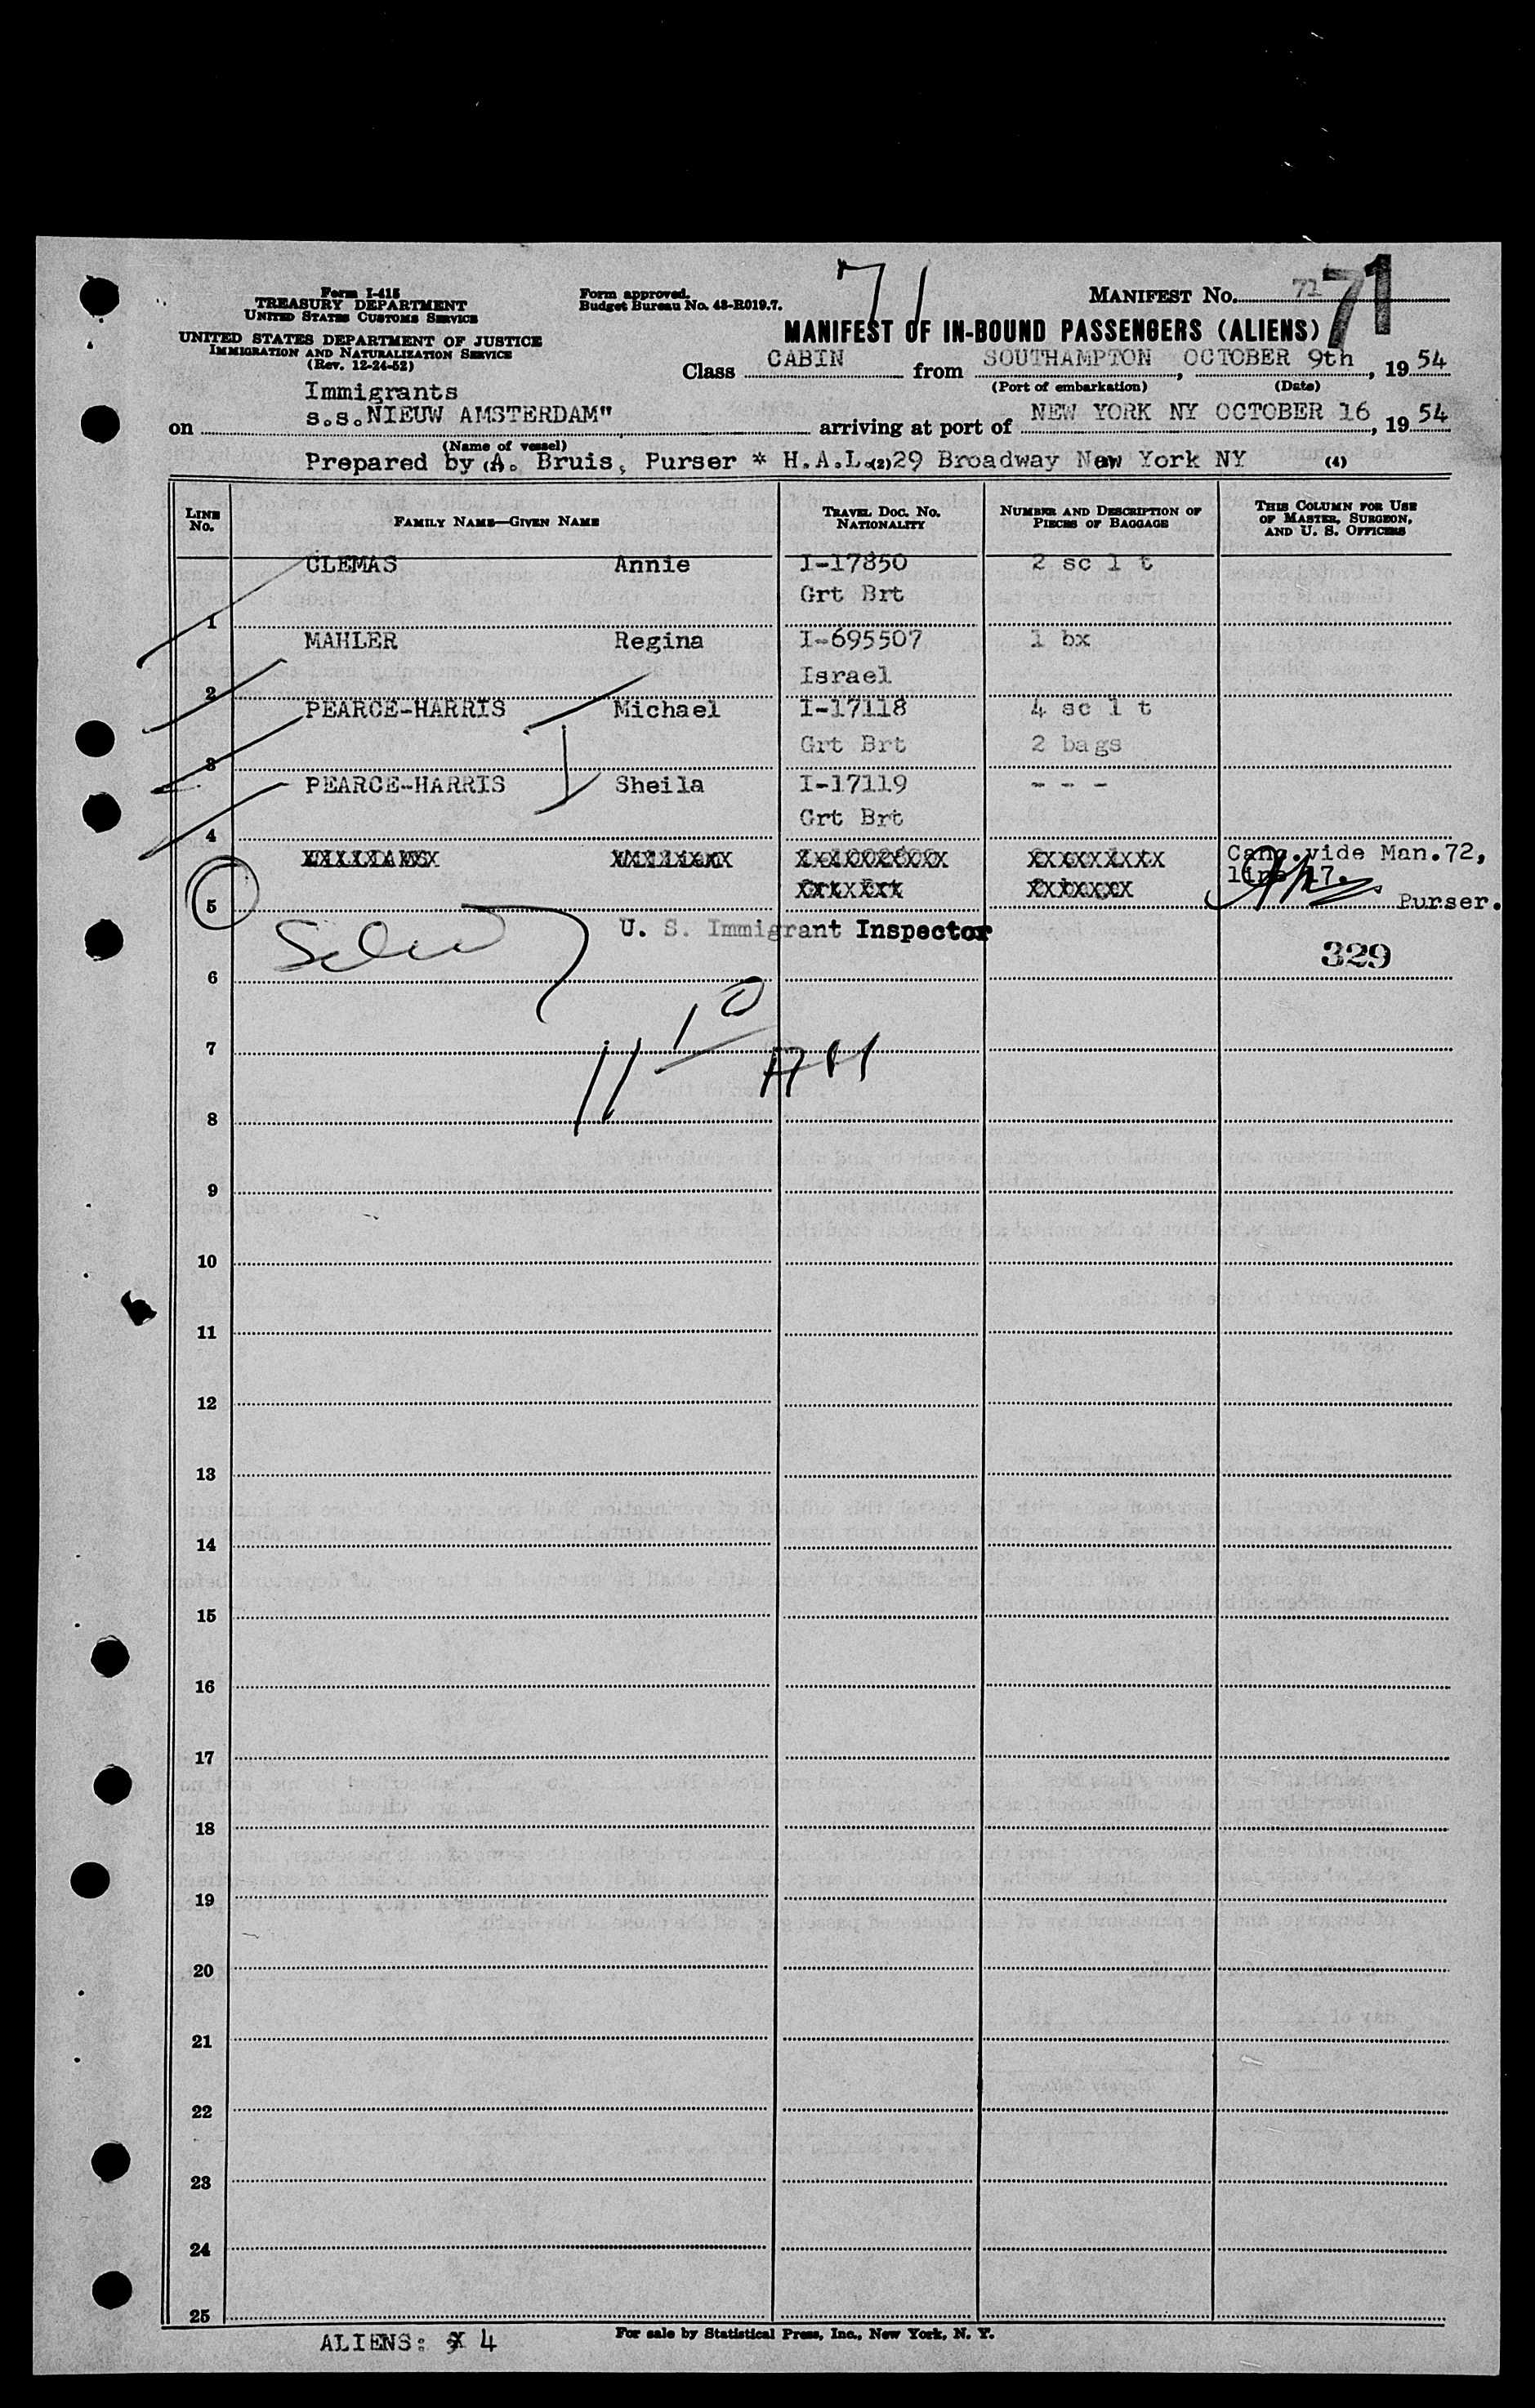 71
Form I-415
TREASURY DEPARTMENT
UNITED STATES CUSTOMS SERVICE
UNITED STATES DEPARTMENT OF JUSTICE
IMMIGRATION AND NATURALIZATION SERVICE
(Rev. 12-24-52)
Form approved.
Budget Bureau No. 43-R019.7.
MANIFEST No. 71 71
MANIFEST OF IN-BOUND PASSENGERS (ALIENS)
Class CABIN from SOUTHAMPTON, OCTOBER 9th, 1954
(Port of embarkation) (Date)
Immigrants
on s.s.NIEUW AMSTERDAM" arriving at port of NEW YORK NY OCTOBER 16, 1954
(Name of vessel)
Prepared by A. Bruis, Purser * H.A.L.(2)29 Broadway New York NY (4)
LINE No. FAMILY NAME—GIVEN NAME TRAVEL DOC. NO. NATIONALITY NUMBER AND DESCRIPTION OF PIECES OF BAGGAGE THIS COLUMN FOR USE OF MASTER, SURGEON, AND U. S. OFFICERS
CLEMAS Annie I-17850 2 sc 1 t
1 Grt Brt
MAHLER Regina I-695507 1 bx
2 Israel
PEARCE-HARRIS Michael I-17118 4 sc 1 t
3 Grt Brt 2 bags
PEARCE-HARRIS Sheila I-17119 - - -
4 Grt Brt
Canc.vide Man.72,
line 17.
5 Purser.
U. S. Immigrant Inspector
329
6
11 10 AM
7
8
9
10
11
12
13
14
15
16
17
18
19
20
21
22
23
24
25
ALIENS: 4
For sale by Statistical Press, Inc., New York, N. Y.